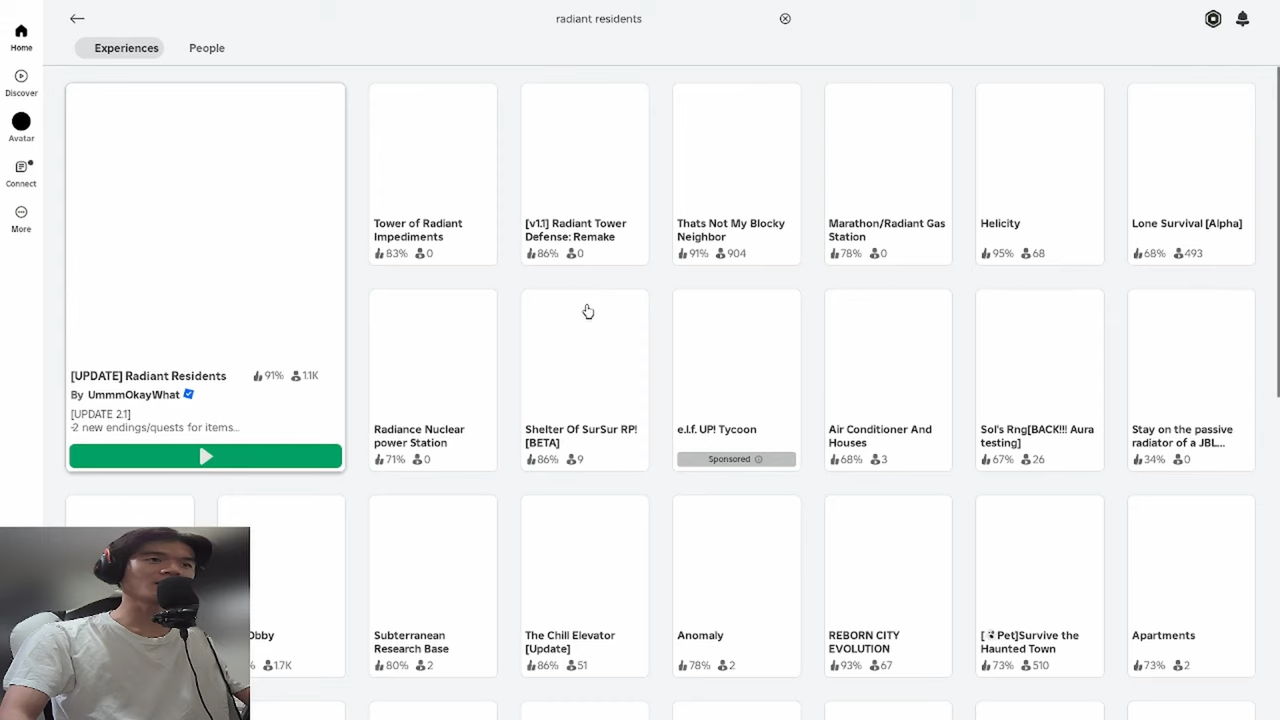 radiant residents
Home
Discover
Avatar
Connect
More
Experiences
People
[UPDATE] Radiant Residents
91%
1.1K
By UmmmOkayWhat
[UPDATE 2.1]
-2 new endings/quests for items...
Tower of Radiant
Impediments
83%
0
[v1.1] Radiant Tower
Defense: Remake
86%
0
Thats Not My Blocky
Neighbor
91%
904
Marathon/Radiant Gas
Station
78%
0
Helicity
95%
68
Lone Survival [Alpha]
68%
493
Radiance Nuclear
power Station
71%
0
Shelter Of SurSur RP!
[BETA]
86%
9
e.l.f. UP! Tycoon
Sponsored
Air Conditioner And
Houses
68%
3
Sol's Rng[BACK!!! Aura
testing]
67%
26
Stay on the passive
radiator of a JBL...
34%
0
Obby
%
1.7K
Subterranean
Research Base
80%
2
The Chill Elevator
[Update]
86%
51
Anomaly
78%
2
REBORN CITY
EVOLUTION
93%
67
[ Pet]Survive the
Haunted Town
73%
510
Apartments
73%
2